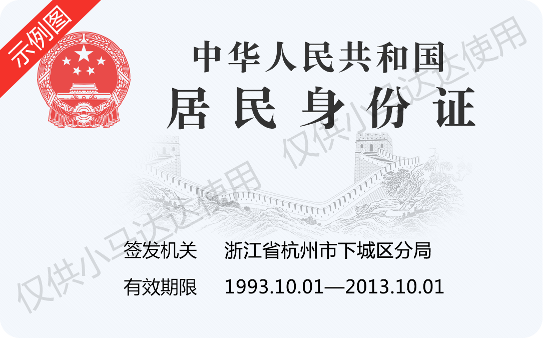 示例图
中华人民共和国
居民身份证
仅供小马达达使用
仅供小马达达使用
签发机关 浙江省杭州市下城区分局
有效期限 1993.10.01—2013.10.01